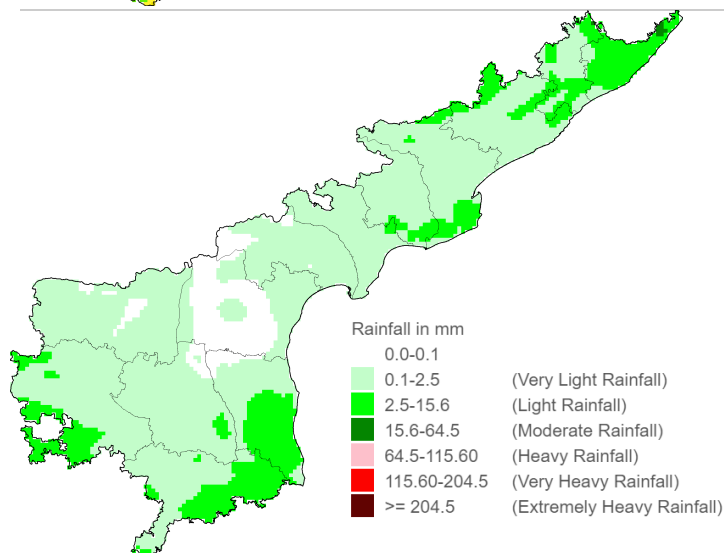 Rainfall in mm
0.0-0.1
0.1-2.5 (Very Light Rainfall)
2.5-15.6 (Light Rainfall)
15.6-64.5 (Moderate Rainfall)
64.5-115.60 (Heavy Rainfall)
115.60-204.5 (Very Heavy Rainfall)
>= 204.5 (Extremely Heavy Rainfall)